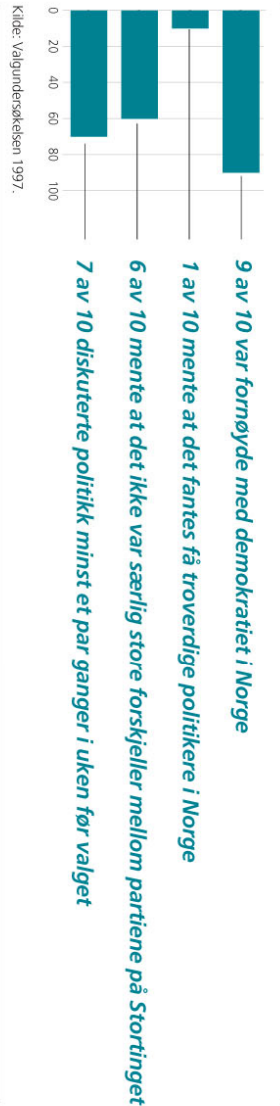 9 av 10 var fornøyde med demokratiet i Norge
1 av 10 mente at det fantes få troverdige politikere i Norge
6 av 10 mente at det ikke var særlig store forskjeller mellom partiene på Stortinget
7 av 10 diskuterte politikk minst et par ganger i uken før valget
0 20 40 60 80 100
Kilde: Valgundersøkelsen 1997.